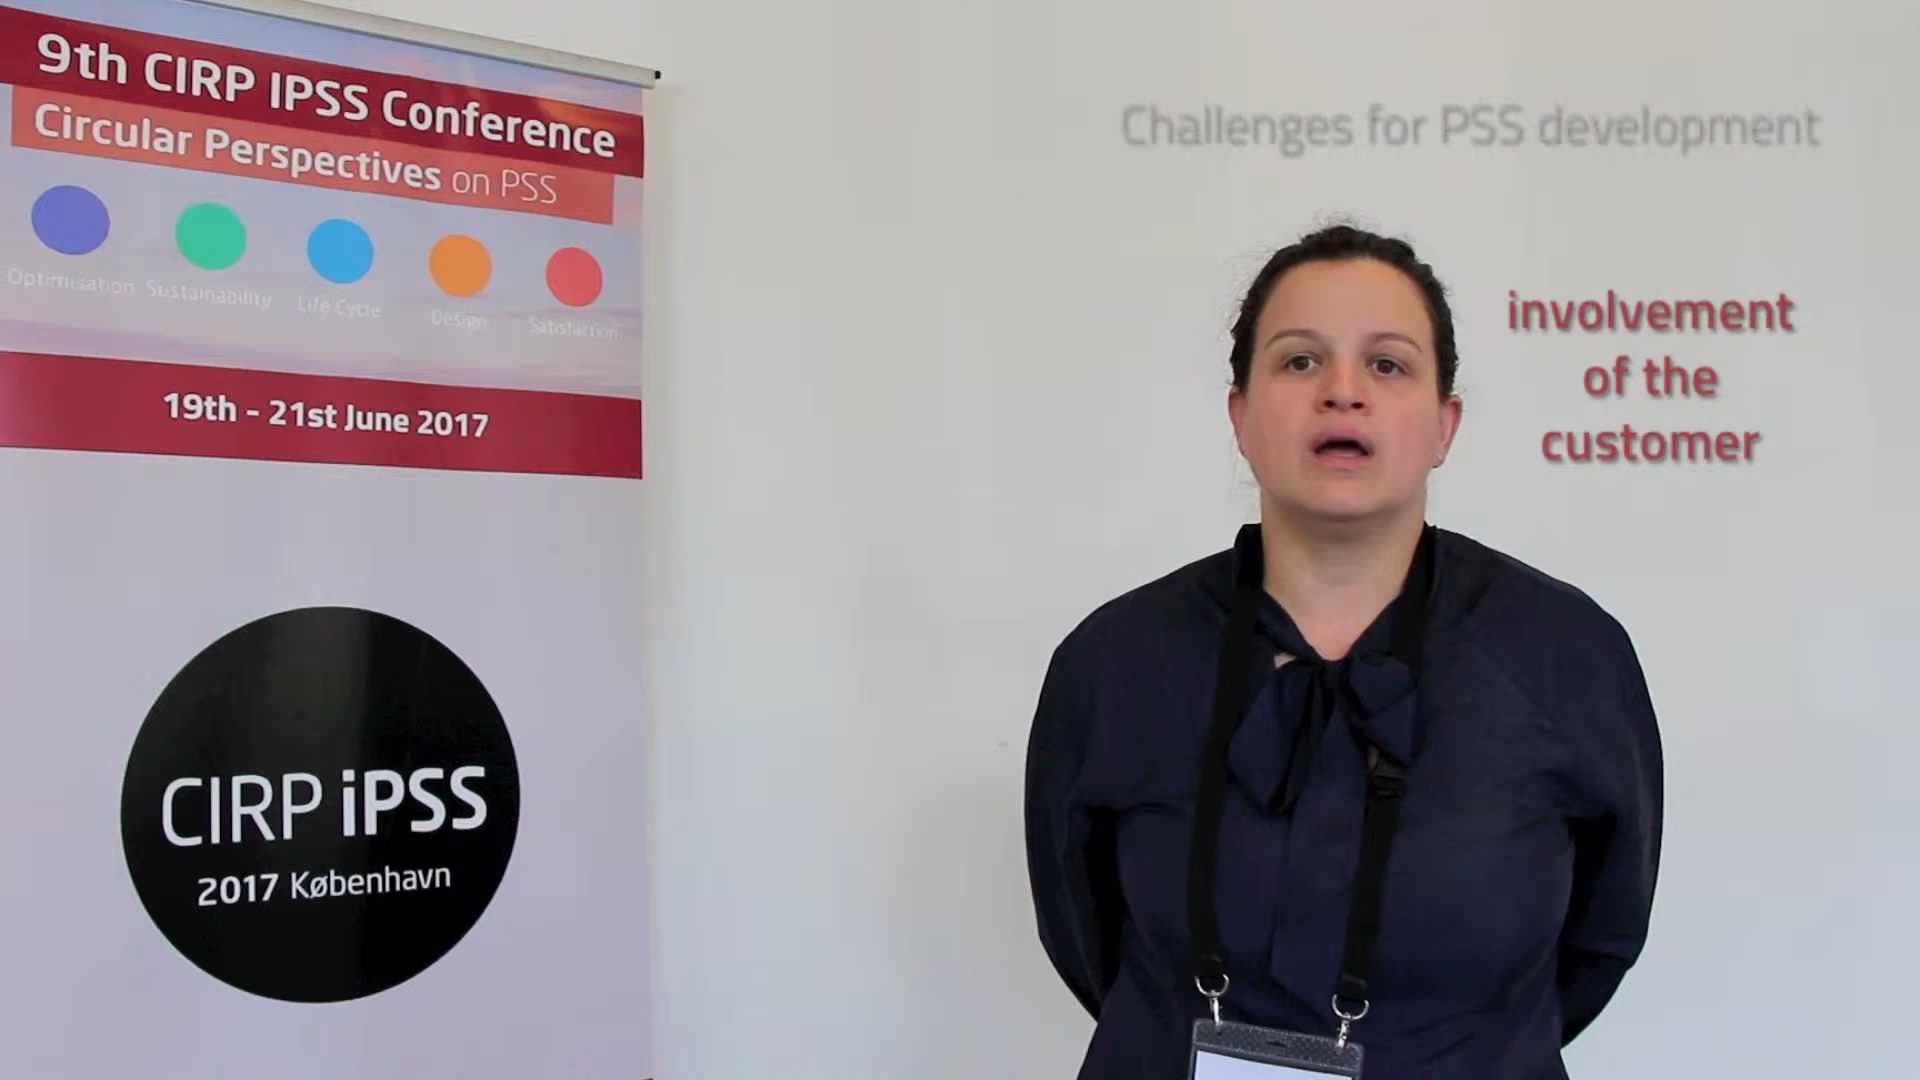 9th CIRP IPSS Conference
Circular Perspectives on PSS
Optimisation Sustainability Life Cycle Design Satisfaction
19th - 21st June 2017
CIRP iPSS
2017 København
Challenges for PSS development
involvement
of the
customer